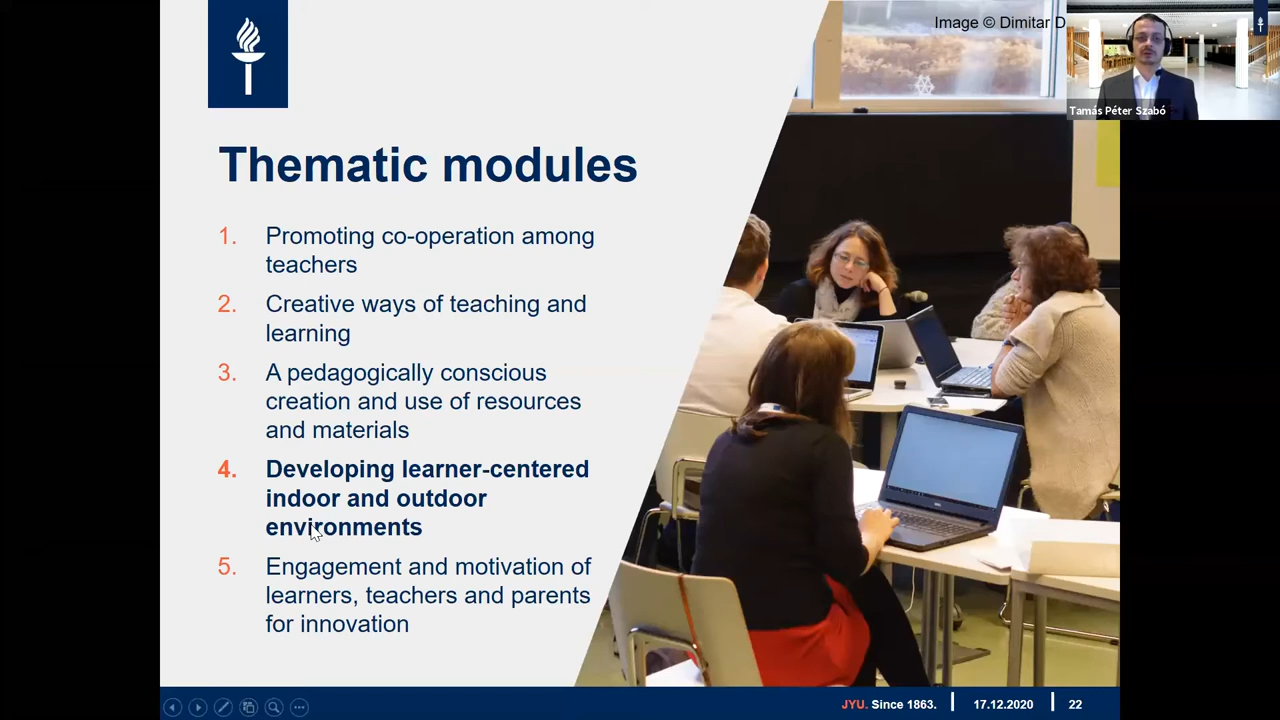 Image © Dimitar D
Tamás Péter Szabó
Thematic modules
1. Promoting co-operation among
teachers
2. Creative ways of teaching and
learning
3. A pedagogically conscious
creation and use of resources
and materials
4. Developing learner-centered
indoor and outdoor
environments
5. Engagement and motivation of
learners, teachers and parents
for innovation
JYU. Since 1863. 17.12.2020 22